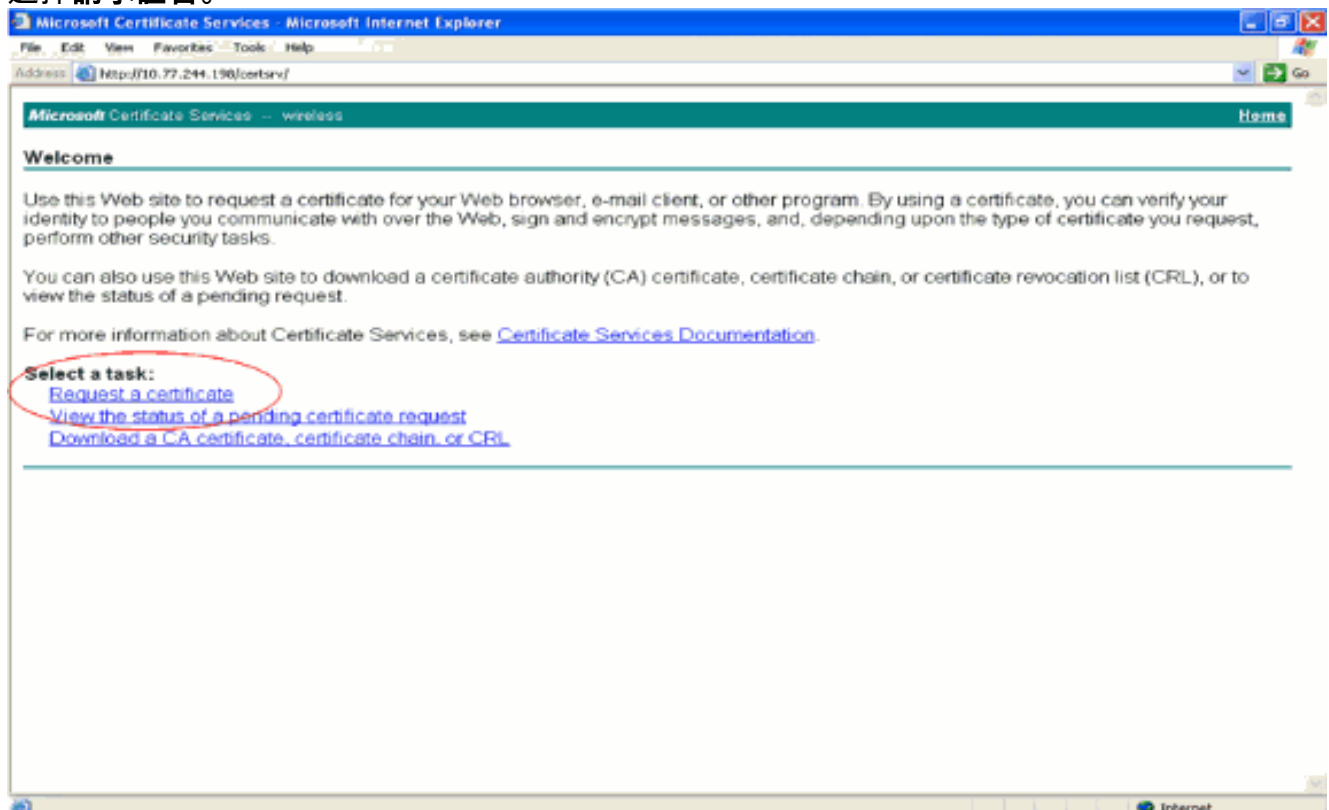 Microsoft Certificate Services - Microsoft Internet Explorer
File Edit View Favorites Tools Help
Address http://10.77.244.198/certsrv/ Go
Microsoft Certificate Services -- wireless Home
Welcome
Use this Web site to request a certificate for your Web browser, e-mail client, or other program. By using a certificate, you can verify your
identity to people you communicate with over the Web, sign and encrypt messages, and, depending upon the type of certificate you request,
perform other security tasks.
You can also use this Web site to download a certificate authority (CA) certificate, certificate chain, or certificate revocation list (CRL), or to
view the status of a pending request.
For more information about Certificate Services, see Certificate Services Documentation.
Select a task:
Request a certificate
View the status of a pending certificate request
Download a CA certificate, certificate chain, or CRL
Internet